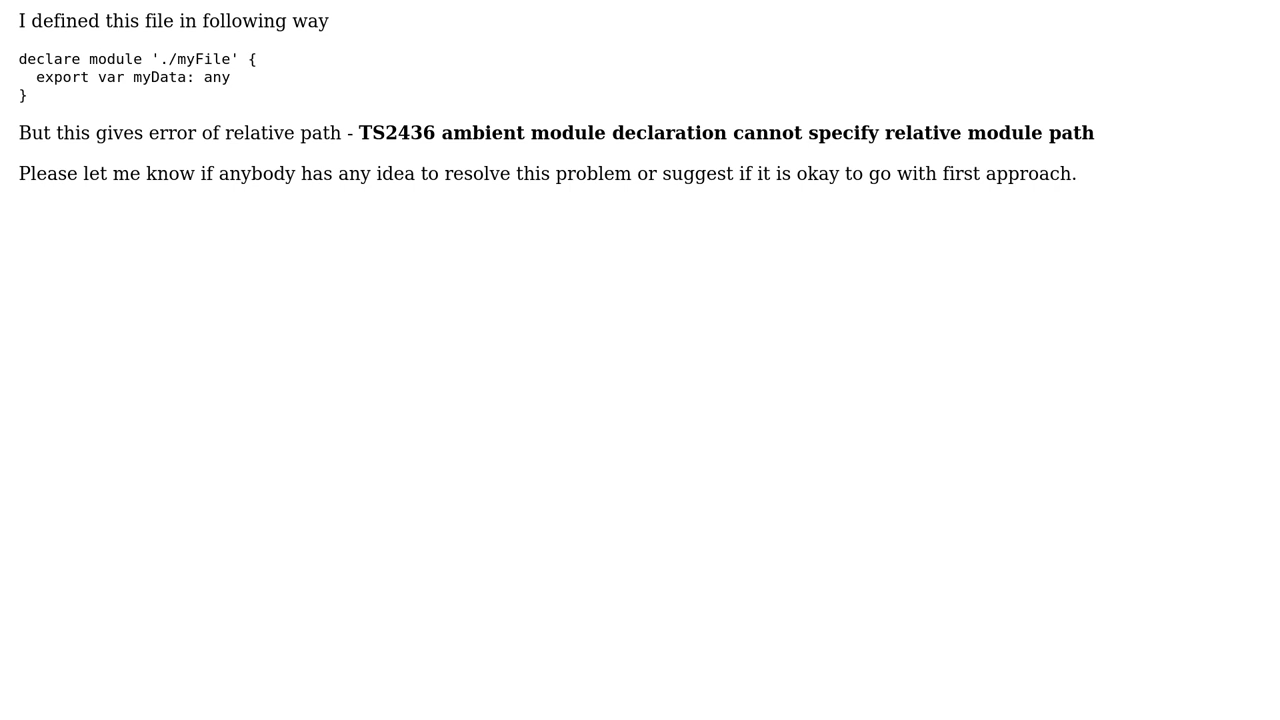 I defined this file in following way
declare module './myFile' {
  export var myData: any
}
But this gives error of relative path - TS2436 ambient module declaration cannot specify relative module path
Please let me know if anybody has any idea to resolve this problem or suggest if it is okay to go with first approach.